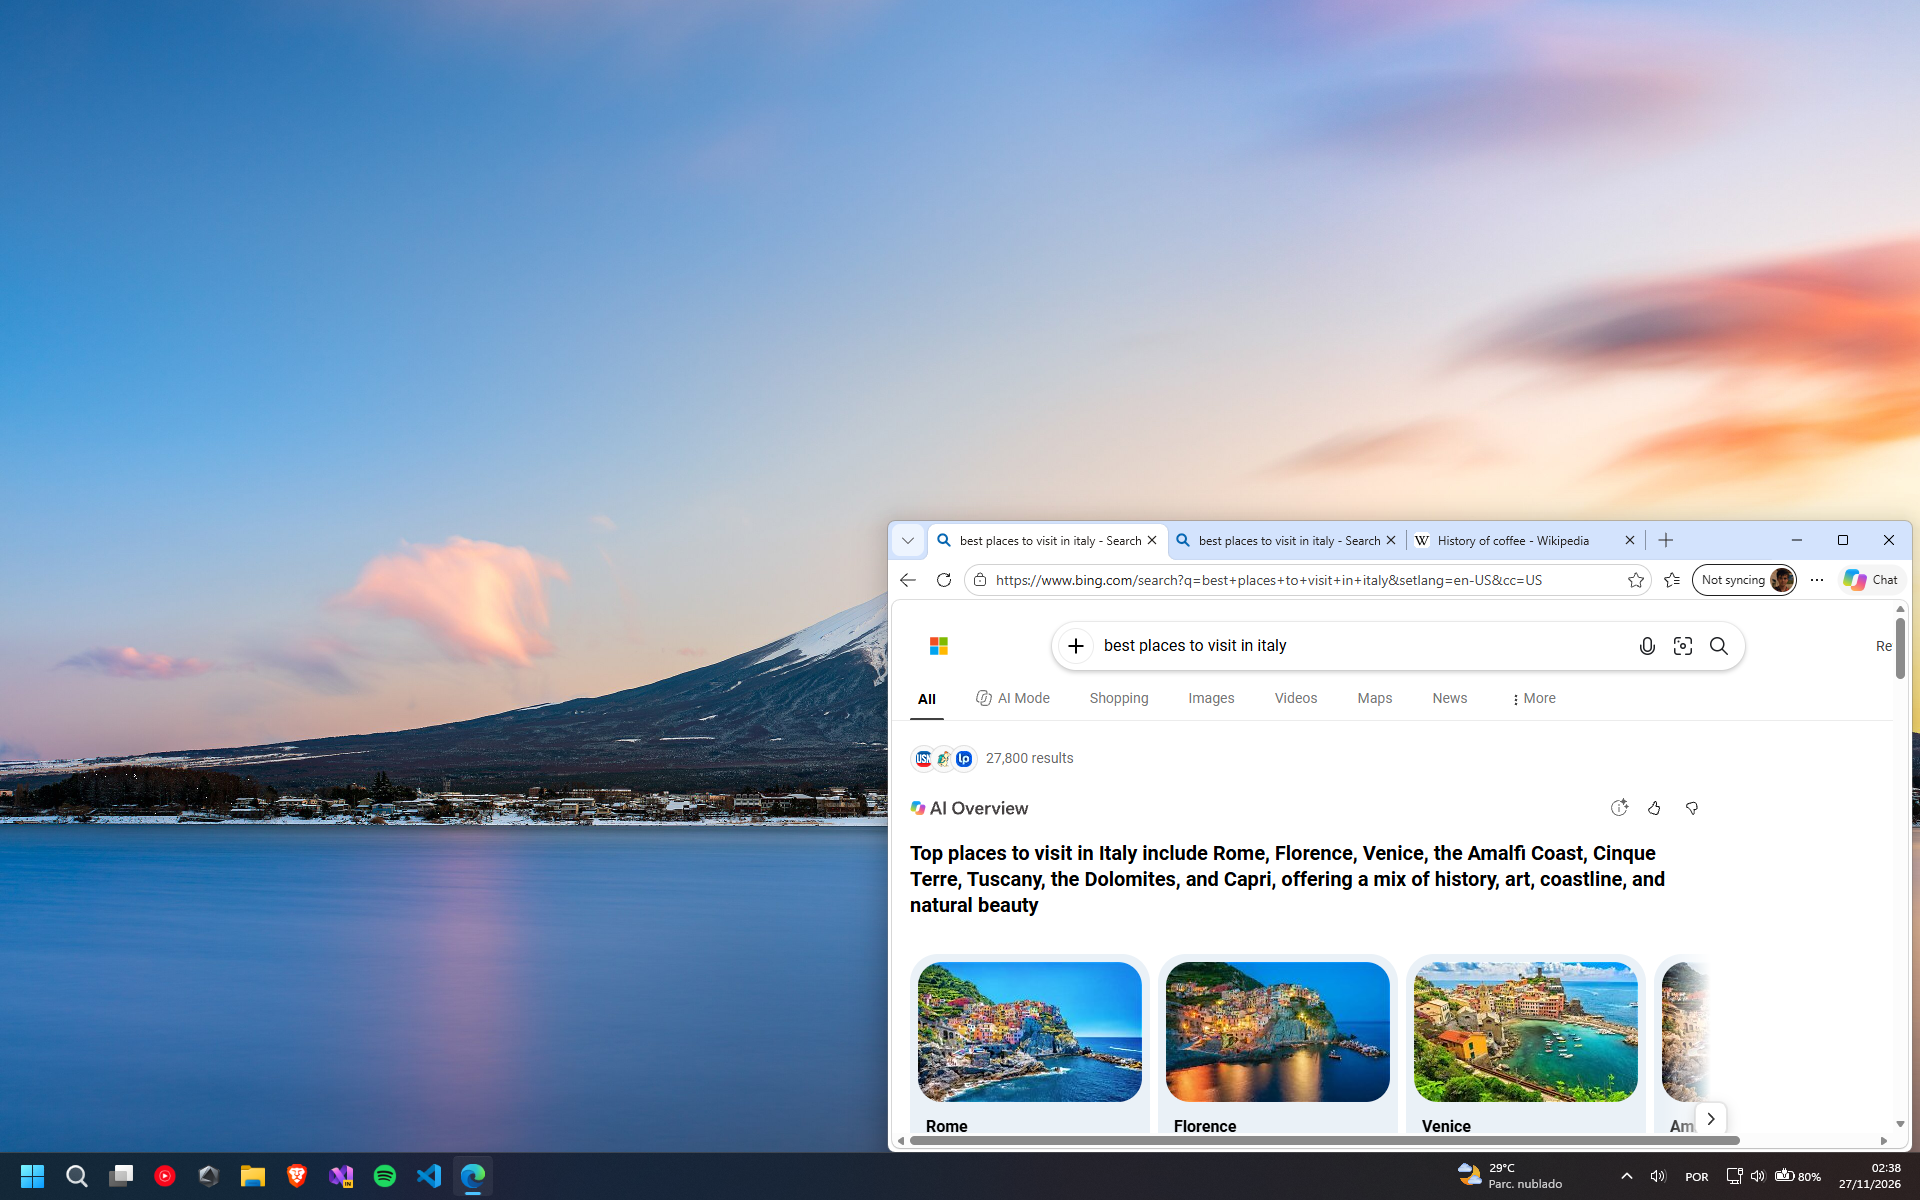 best places to visit in italy - Search
best places to visit in italy - Search
History of coffee - Wikipedia
https://www.bing.com/search?q=best+places+to+visit+in+italy&setlang=en-US&cc=US
Not syncing
Chat
best places to visit in italy
Re
All
AI Mode
Shopping
Images
Videos
Maps
News
More
USN
lp
27,800 results
AI Overview
Top places to visit in Italy include Rome, Florence, Venice, the Amalfi Coast, Cinque
Terre, Tuscany, the Dolomites, and Capri, offering a mix of history, art, coastline, and
natural beauty
Rome
Florence
Venice
Am
29°C
Parc. nublado
POR
80%
02:38
27/11/2026